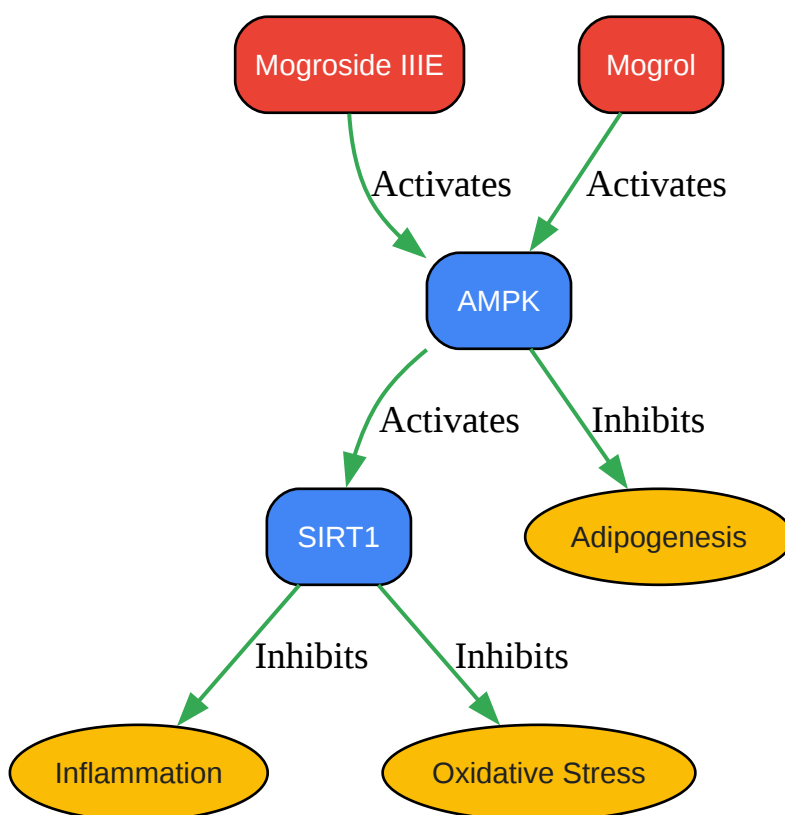 Mogroside IIIE
Mogrol
Activates
Activates
AMPK
Activates
Inhibits
SIRT1
Adipogenesis
Inhibits
Inhibits
Inflammation
Oxidative Stress